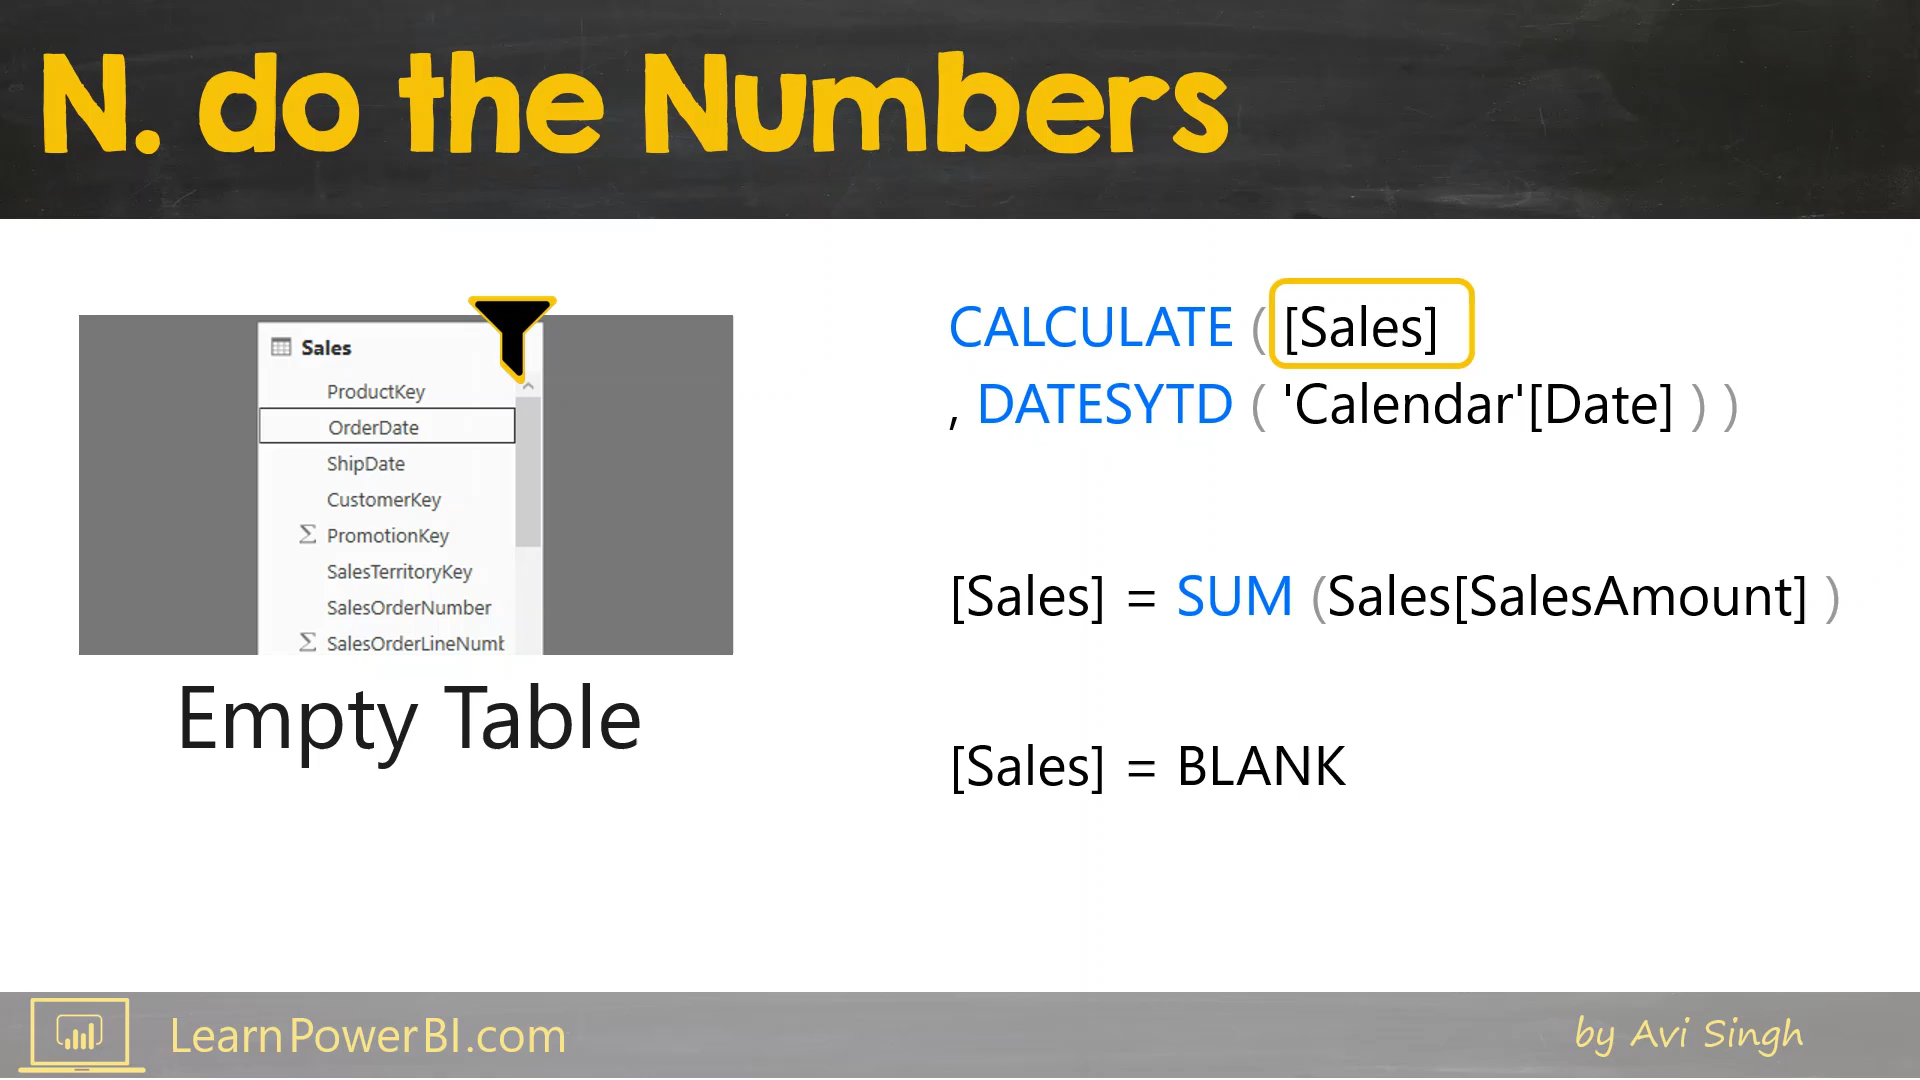 N. do the Numbers
Sales
ProductKey
OrderDate
ShipDate
CustomerKey
Σ PromotionKey
SalesTerritoryKey
SalesOrderNumber
Σ SalesOrderLineNumb
Empty Table
CALCULATE ( [Sales]
, DATESYTD ( 'Calendar'[Date] ) )
[Sales] = SUM (Sales[SalesAmount] )
[Sales] = BLANK
LearnPowerBI.com
by Avi Singh